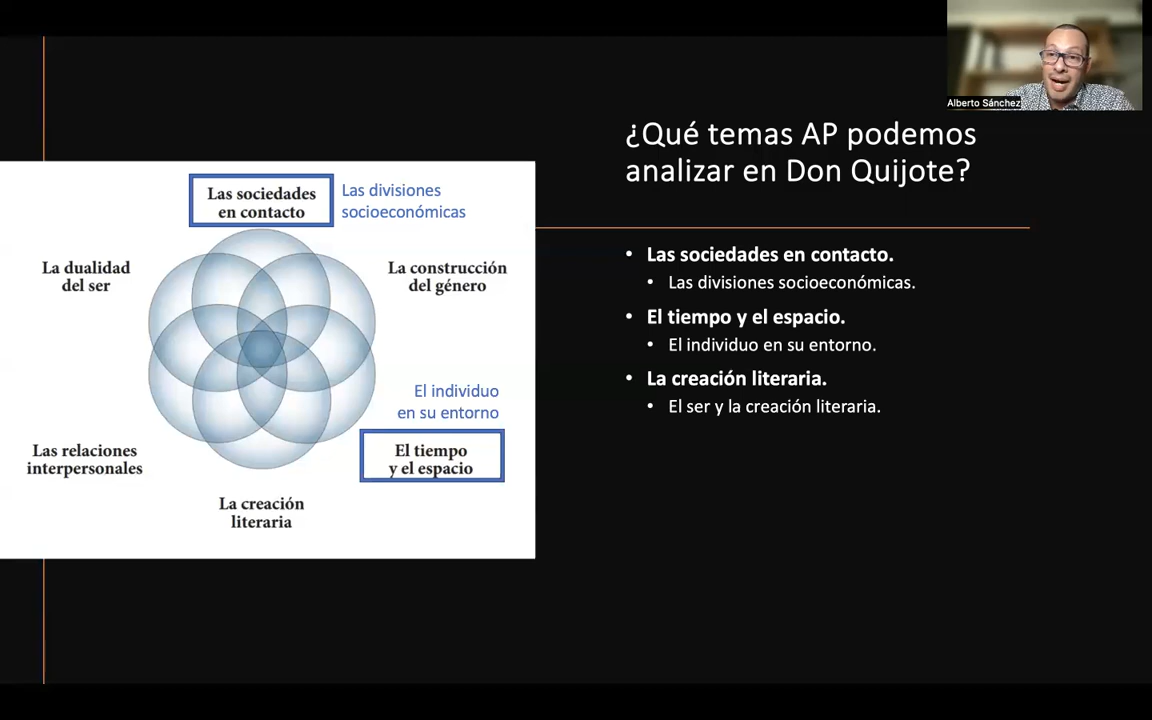 Alberto Sánchez
¿Qué temas AP podemos
analizar en Don Quijote?
Las sociedades
en contacto
Las divisiones
socioeconómicas
La dualidad
del ser
La construcción
del género
El individuo
en su entorno
Las relaciones
interpersonales
El tiempo
y el espacio
La creación
literaria
• Las sociedades en contacto.
• Las divisiones socioeconómicas.
• El tiempo y el espacio.
• El individuo en su entorno.
• La creación literaria.
• El ser y la creación literaria.